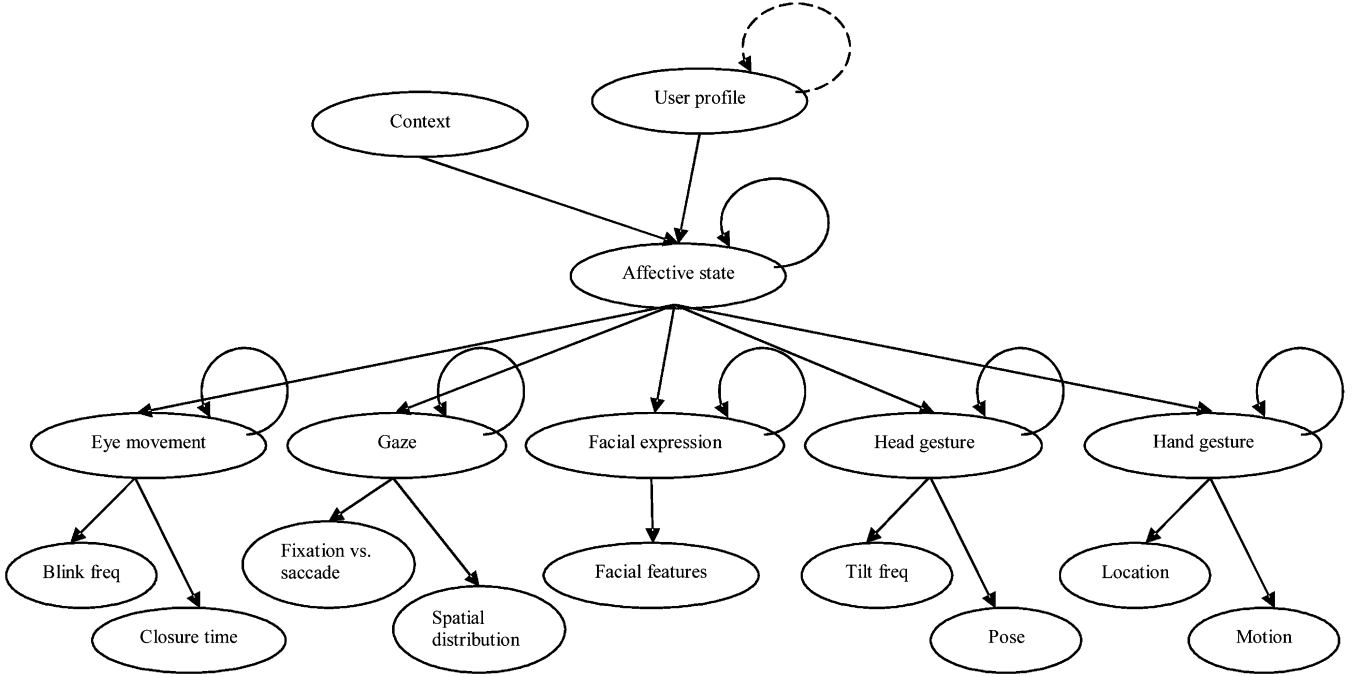 User profile
Context
Affective state
Eye movement
Gaze
Facial expression
Head gesture
Hand gesture
Fixation vs.
saccade
Blink freq
Facial features
Tilt freq
Location
Spatial
distribution
Closure time
Pose
Motion